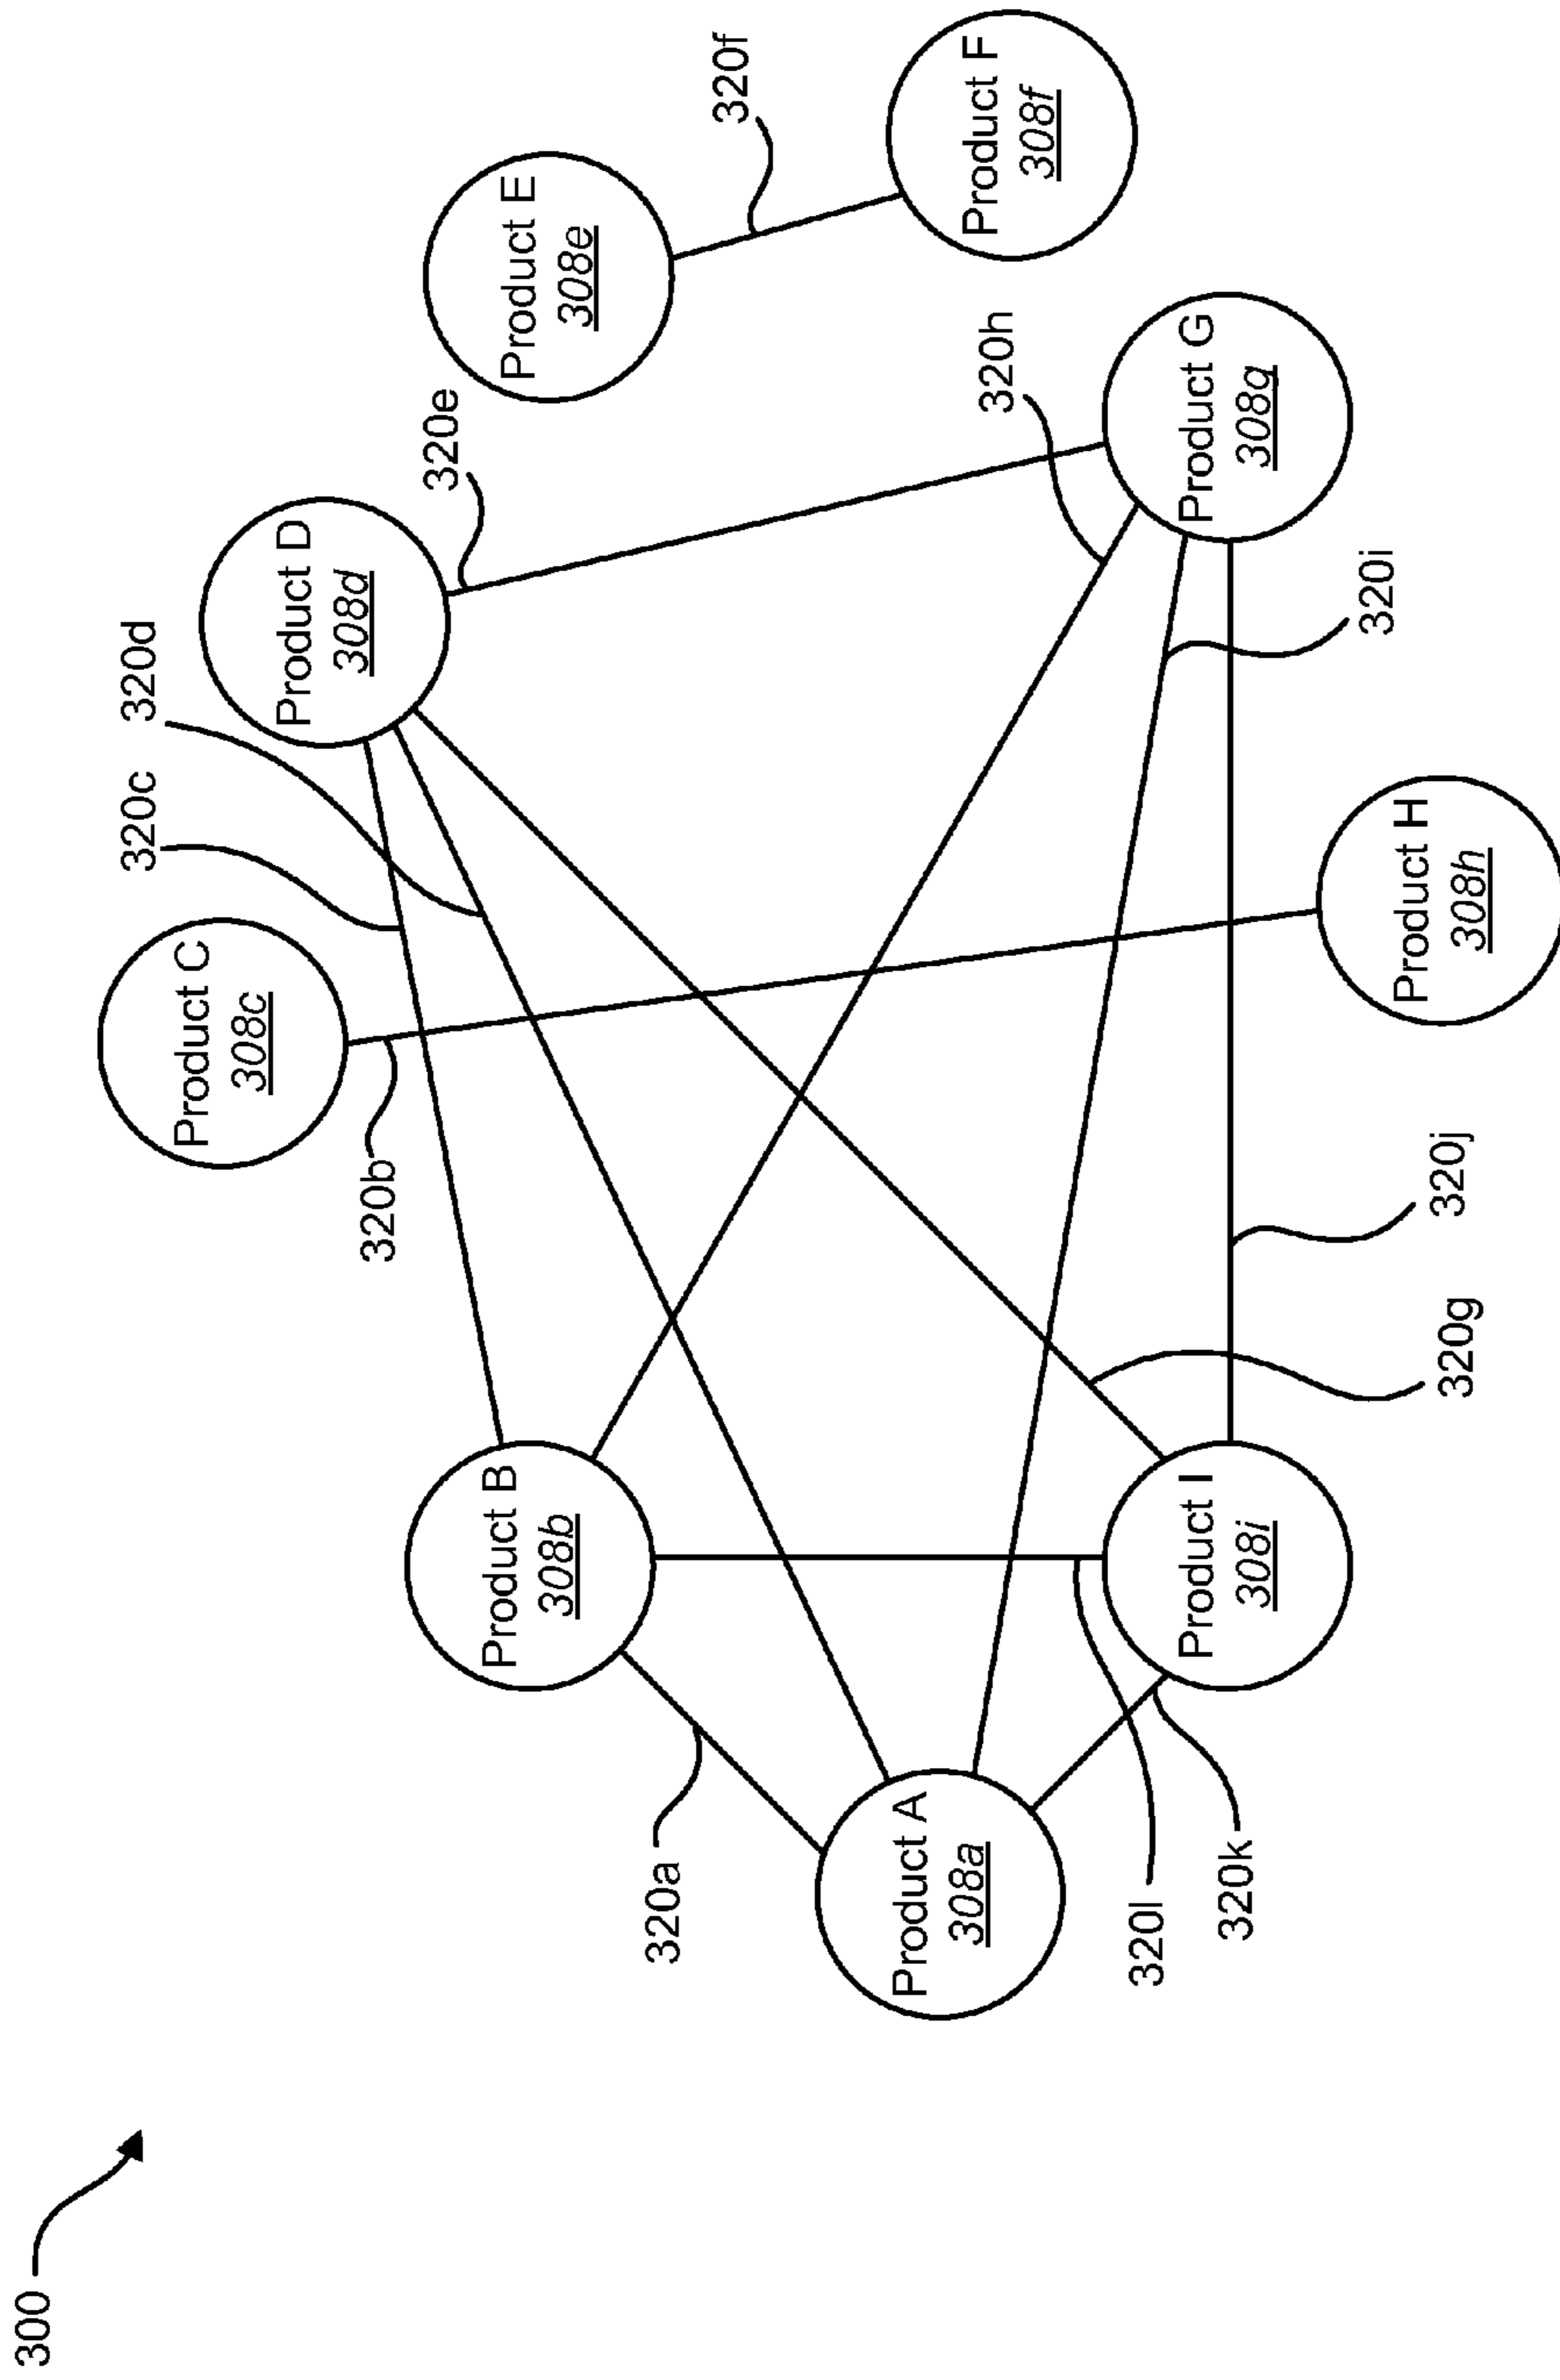 300
320a
Product A
308a
320l
320k
Product B
308b
Product I
308i
320g
320j
320b
Product C
308c
Product H
308h
320c
320d
Product D
308d
320i
320e
320h
Product G
308g
Product E
308e
320f
Product F
308f